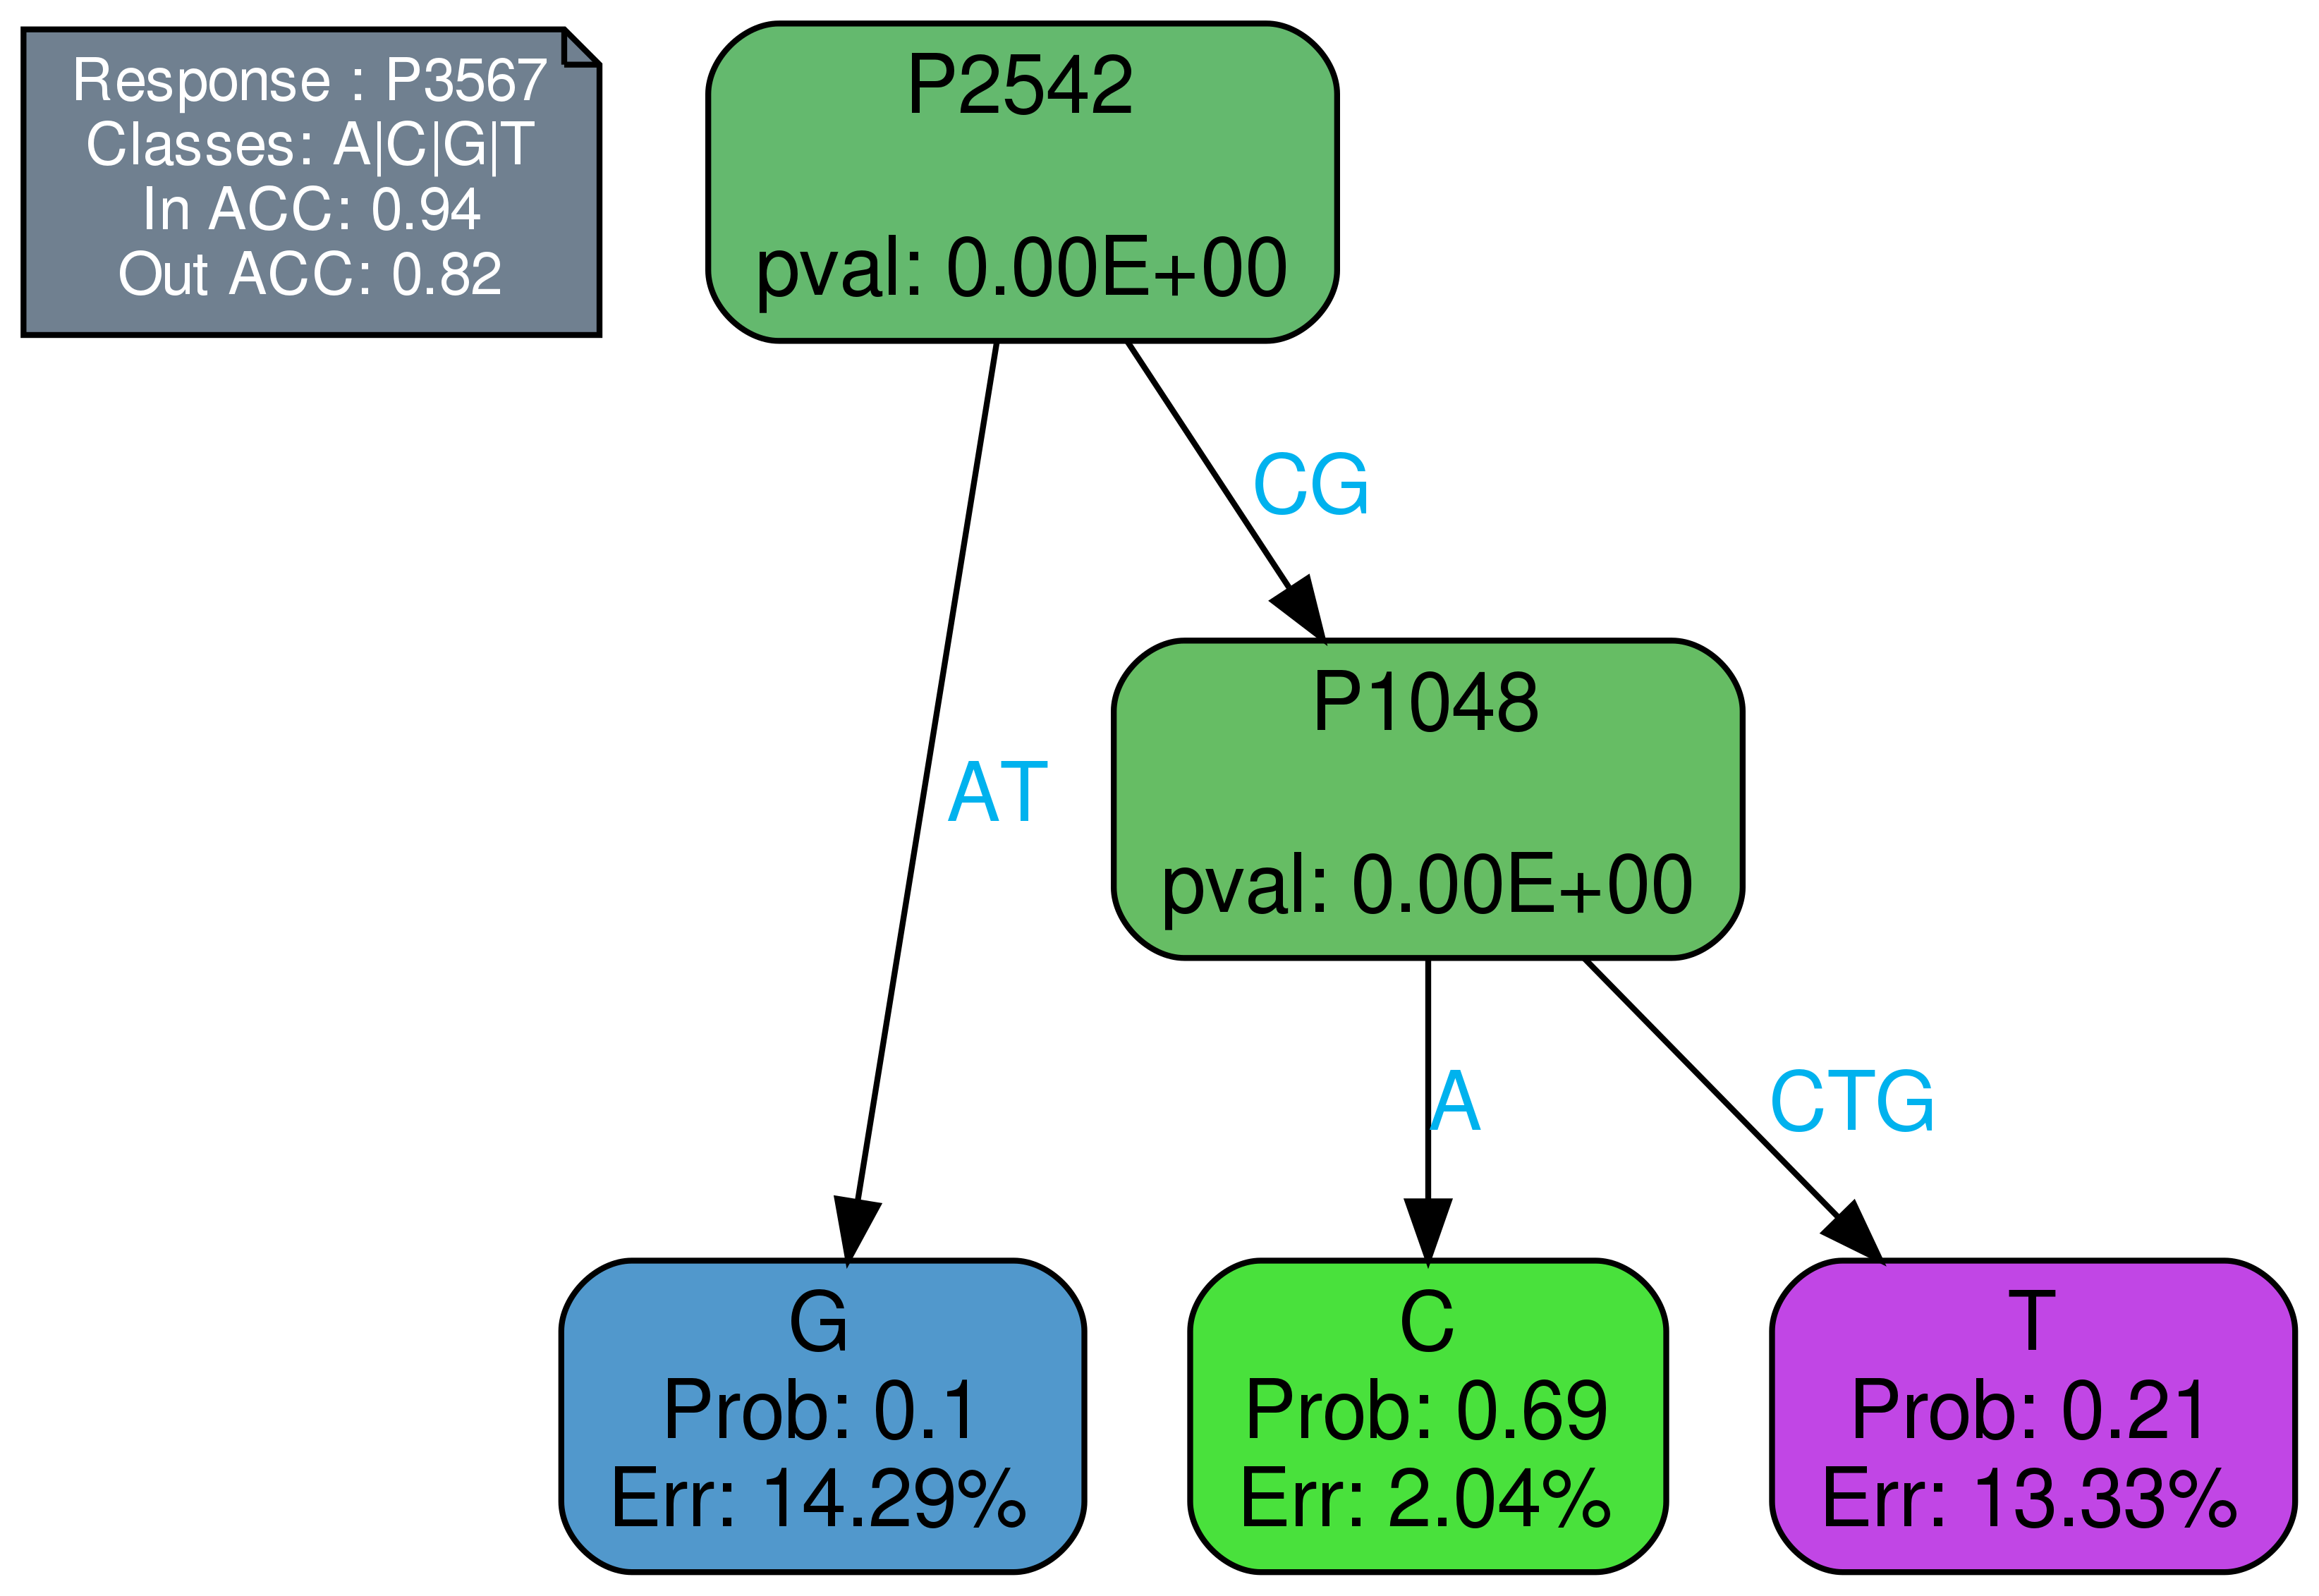 Response : P3567
Classes: A|C|G|T
In ACC: 0.94
Out ACC: 0.82
P2542
pval: 0.00E+00
CG
P1048
pval: 0.00E+00
AT
A
CTG
G
Prob: 0.1
Err: 14.29%
C
Prob: 0.69
Err: 2.04%
T
Prob: 0.21
Err: 13.33%